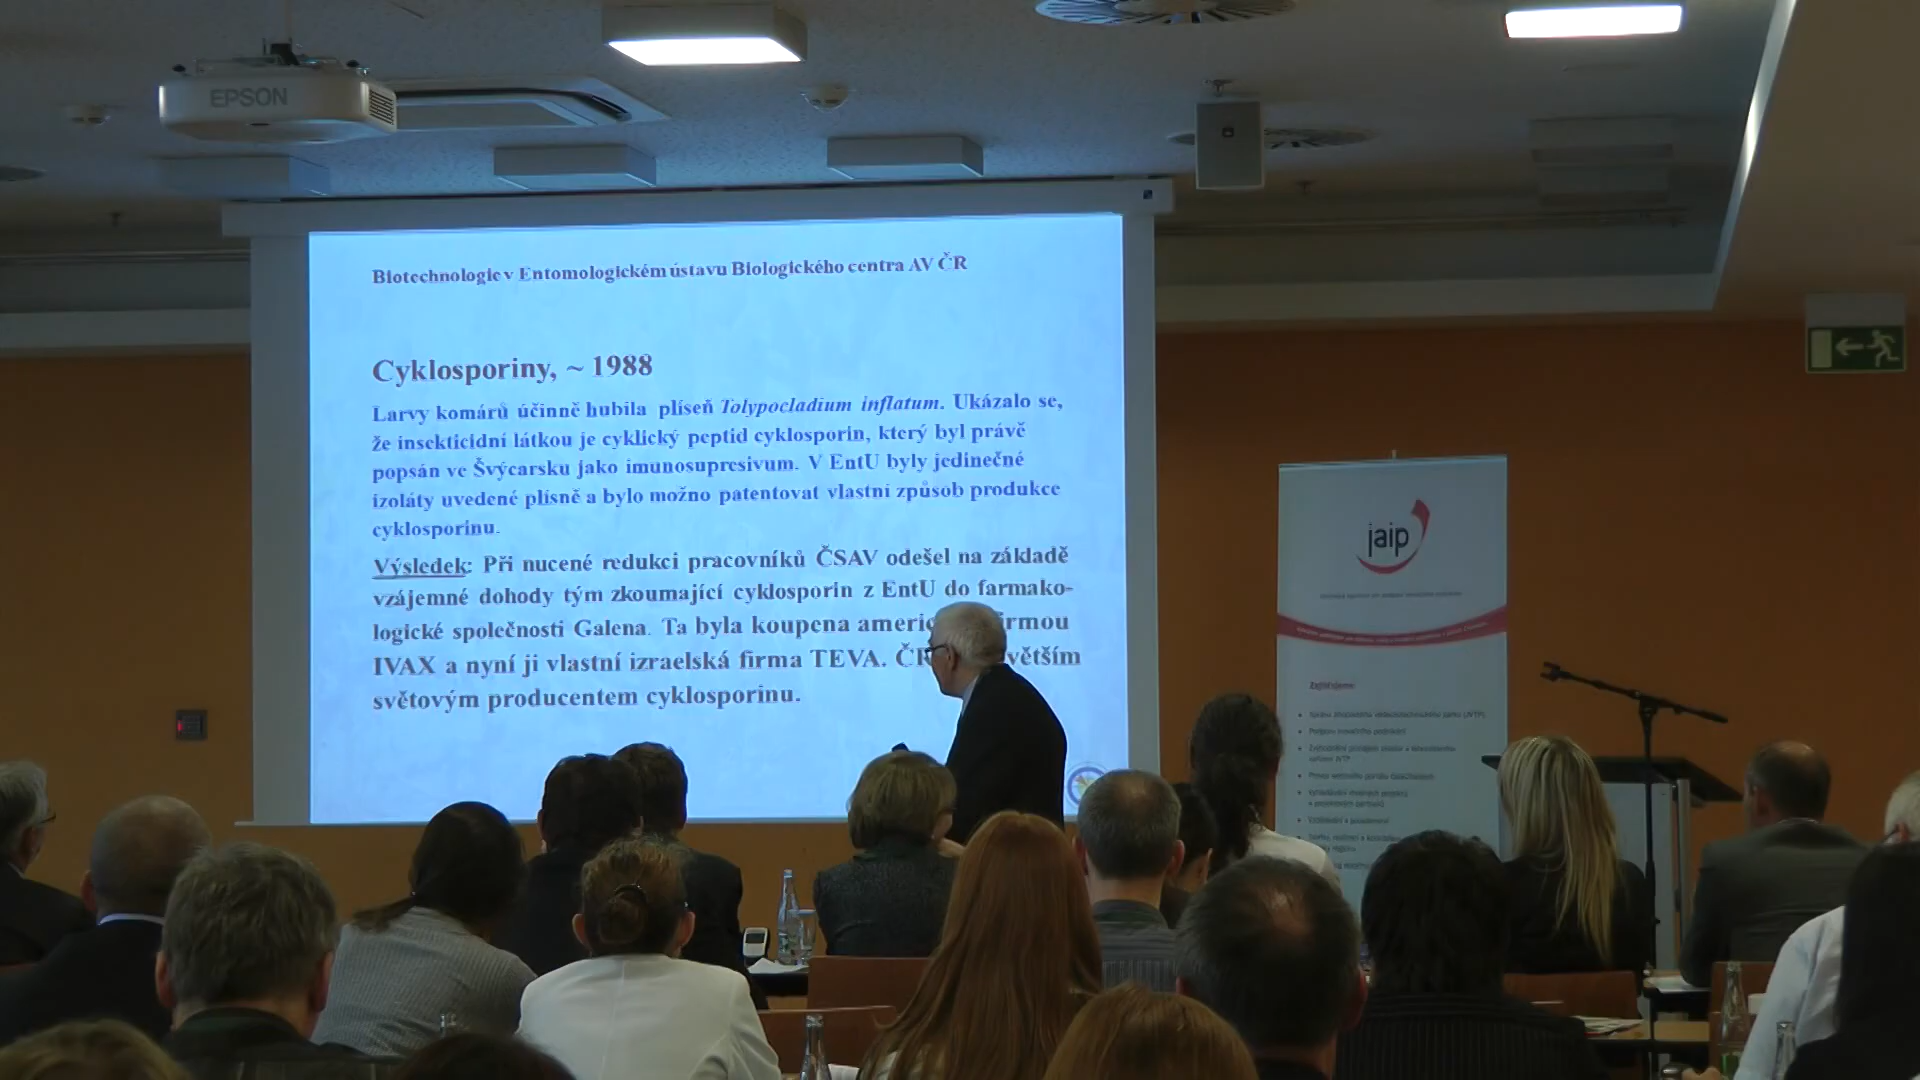 EPSON
Biotechnologie v Entomologickém ústavu Biologického centra AV ČR
Cyklosporiny, ~ 1988
Larvy komárů účinně hubila plíseň Tolypocladium inflatum. Ukázalo se,
že insekticidní látkou je cyklický peptid cyklosporin, který byl právě
popsán ve Švýcarsku jako imunosupresivum. V EntU byly jedinečné
izoláty uvedené plísně a bylo možno patentovat vlastní způsob produkce
cyklosporinu.
Výsledek: Při nucené redukci pracovníků ČSAV odešel na základě
vzájemné dohody tým zkoumající cyklosporin z EntU do farmako-
logické společnosti Galena. Ta byla koupena
IVAX a nyní ji vlastní izraelská firma TEVA.
světovým producentem cyklosporinu.
jaip
Zajišťujeme:
Podporu inovačního podnikání